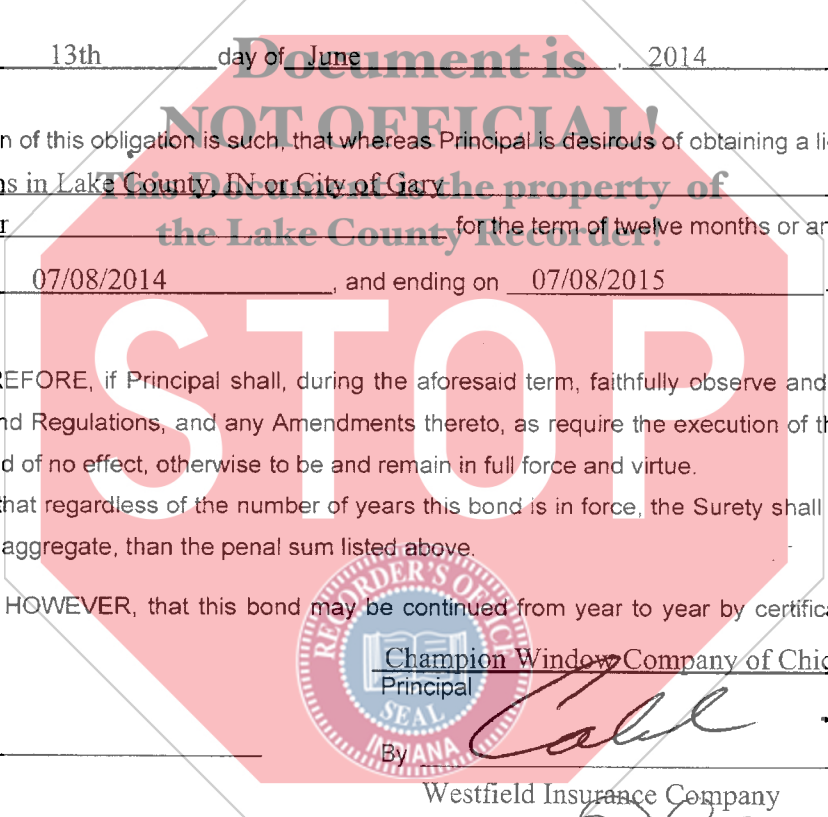 13th day of June , 2014
Document is
NOT OFFICIAL!
n of this obligation is such, that whereas Principal is desirous of obtaining a li
s in Lake County, IN or City of Gary
This Document is the property of
the Lake County Recorder!
r for the term of twelve months or an
07/08/2014 , and ending on 07/08/2015
STOP
REFORE, if Principal shall, during the aforesaid term, faithfully observe and
nd Regulations, and any Amendments thereto, as require the execution of th
d of no effect, otherwise to be and remain in full force and virtue.
that regardless of the number of years this bond is in force, the Surety shall
aggregate, than the penal sum listed above.
HOWEVER, that this bond may be continued from year to year by certifica
RECORDER'S OFFICE
SEAL
INDIANA
Champion Window Company of Chic
Principal
By
Westfield Insurance Company